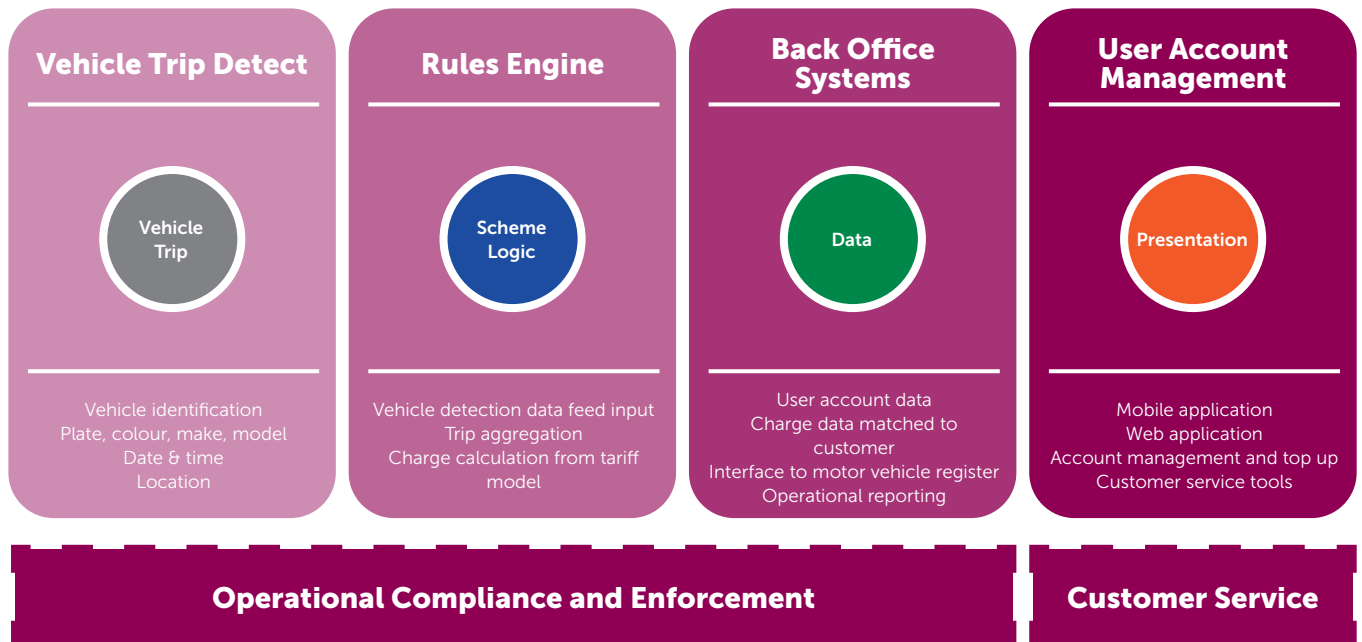 Vehicle Trip Detect
Vehicle
Trip
Vehicle identification
Plate, colour, make, model
Date & time
Location
Rules Engine
Scheme
Logic
Vehicle detection data feed input
Trip aggregation
Charge calculation from tariff
model
Back Office
Systems
Data
User account data
Charge data matched to
customer
Interface to motor vehicle register
Operational reporting
User Account
Management
Presentation
Mobile application
Web application
Account management and top up
Customer service tools
Operational Compliance and Enforcement
Customer Service